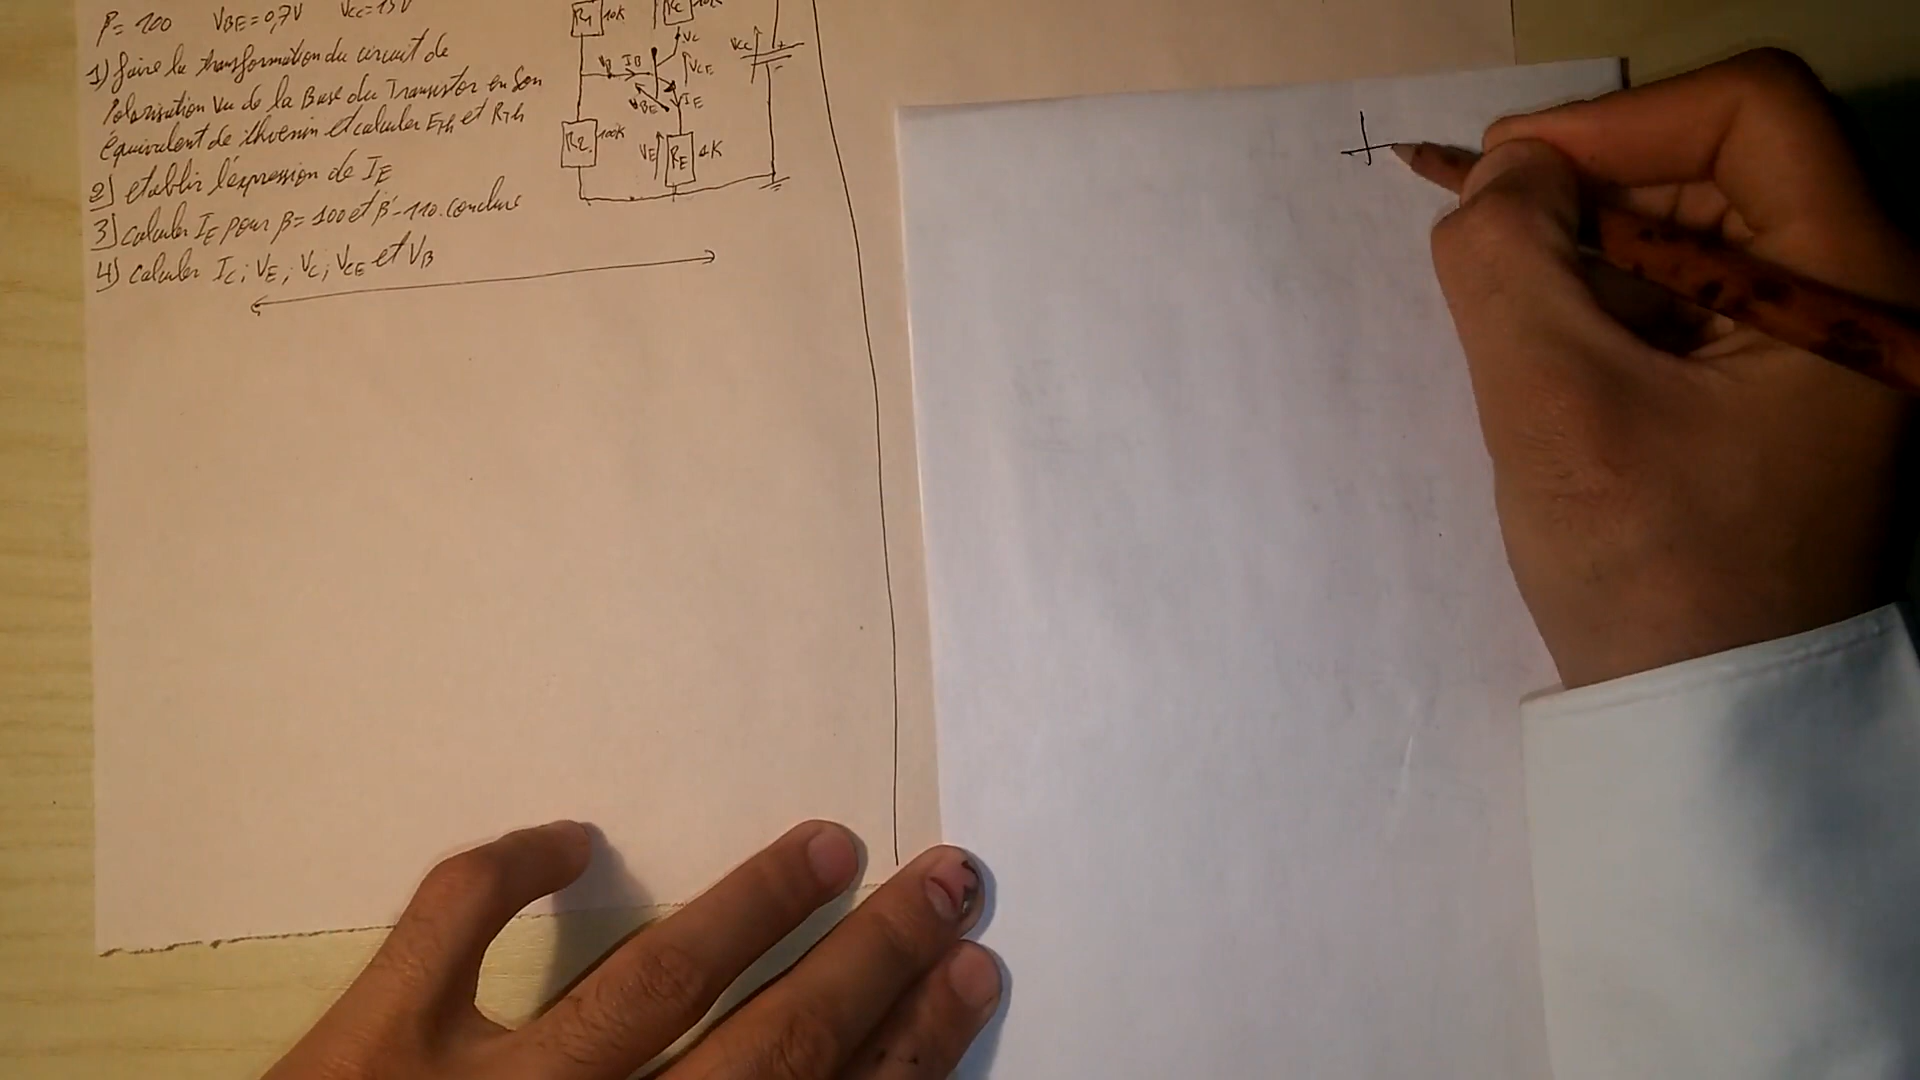 β = 100 VBE = 0,7V Vcc = 15V
1) faire la transformation du circuit de
Polarisation Vu de la Base du Transistor en Son
équivalent de thvenin et calculer ETh et RTh
2) etablir l'expression de IE
3) calculer IE pour β = 100 et β' - 110. conclure
4) calculer IC ; VE ; VC ; VCE et VB
R1 10K
RC 10K
VC
VCC
+
-
VB IB
VCE
VBE
IE
R2 100K
VE RE 1K